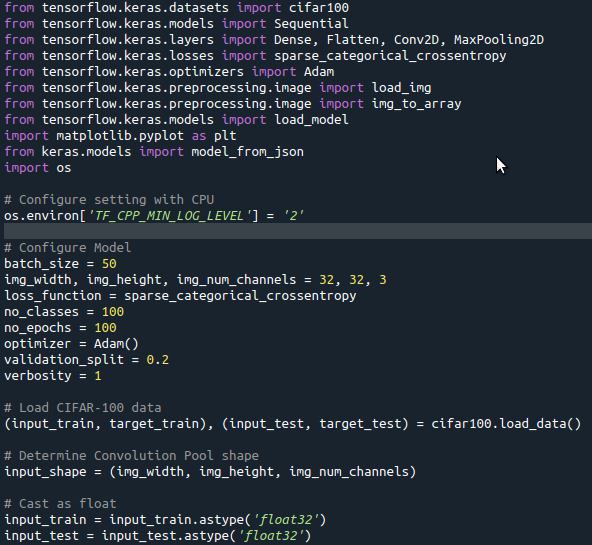 from tensorflow.keras.datasets import cifar100
from tensorflow.keras.models import Sequential
from tensorflow.keras.layers import Dense, Flatten, Conv2D, MaxPooling2D
from tensorflow.keras.losses import sparse_categorical_crossentropy
from tensorflow.keras.optimizers import Adam
from tensorflow.keras.preprocessing.image import load_img
from tensorflow.keras.preprocessing.image import img_to_array
from tensorflow.keras.models import load_model
import matplotlib.pyplot as plt
from keras.models import model_from_json
import os

# Configure setting with CPU
os.environ['TF_CPP_MIN_LOG_LEVEL'] = '2'

# Configure Model
batch_size = 50
img_width, img_height, img_num_channels = 32, 32, 3
loss_function = sparse_categorical_crossentropy
no_classes = 100
no_epochs = 100
optimizer = Adam()
validation_split = 0.2
verbosity = 1

# Load CIFAR-100 data
(input_train, target_train), (input_test, target_test) = cifar100.load_data()

# Determine Convolution Pool shape
input_shape = (img_width, img_height, img_num_channels)

# Cast as float
input_train = input_train.astype('float32')
input_test = input_test.astype('float32')